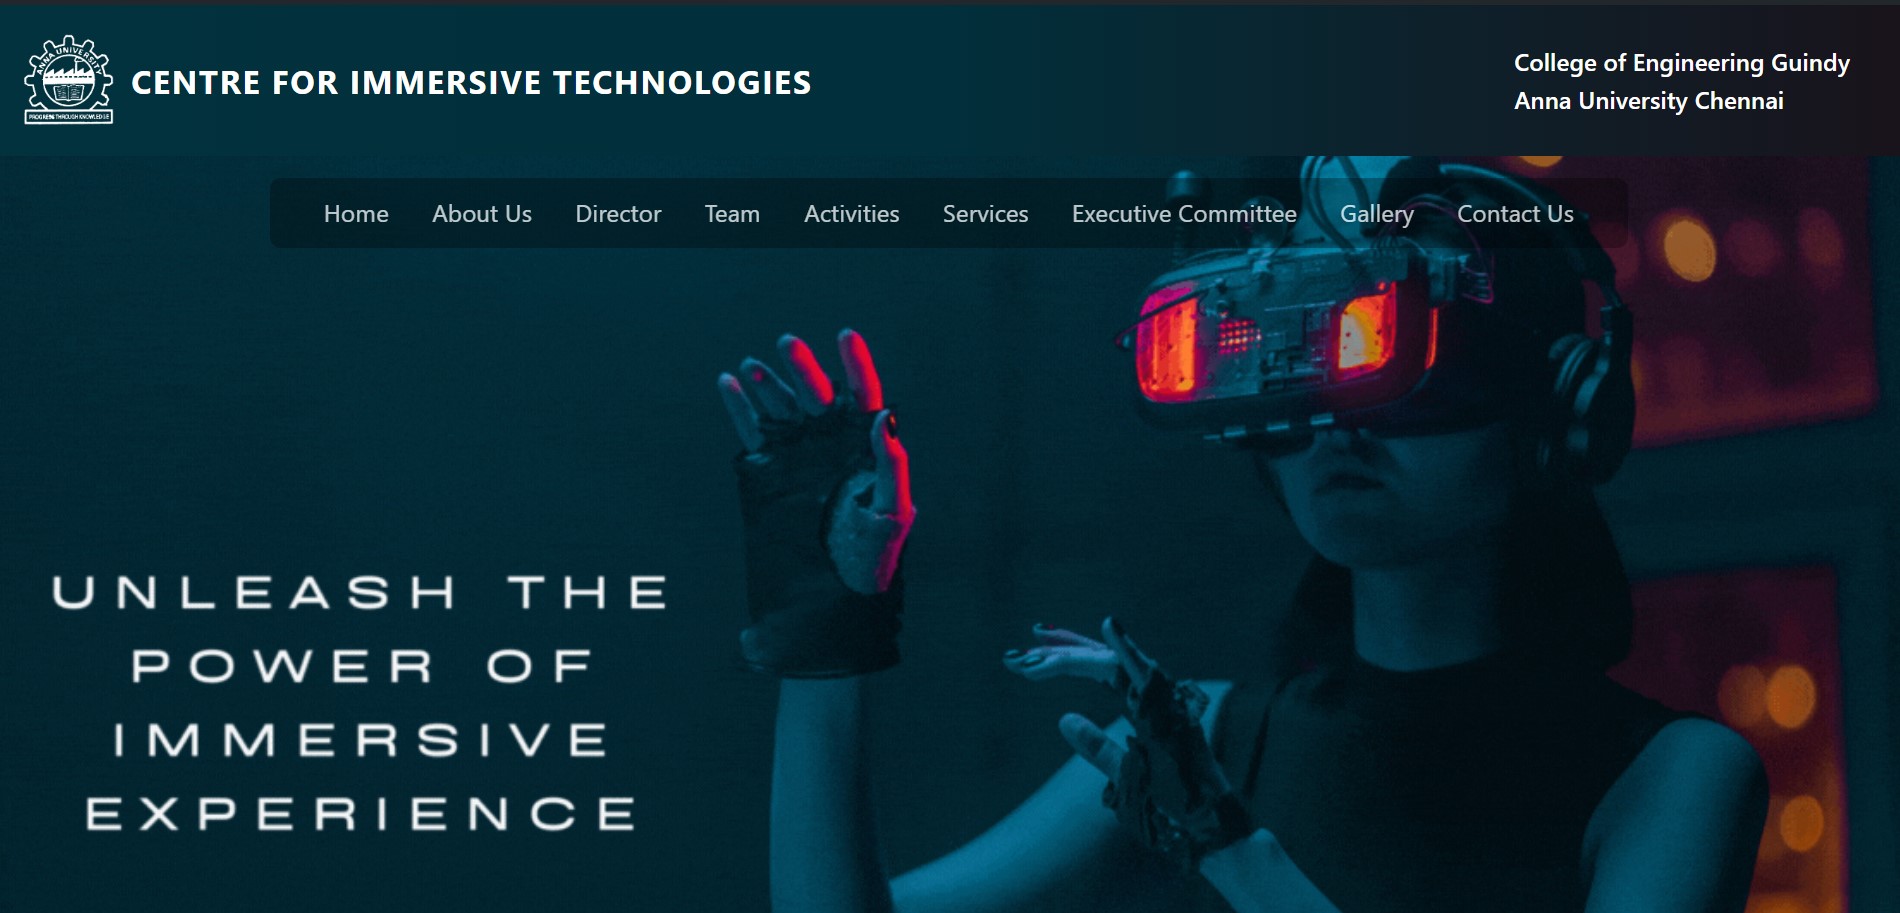 ANNA UNIVERSITY
PROGRESS THROUGH KNOWLEDGE
CENTRE FOR IMMERSIVE TECHNOLOGIES
College of Engineering Guindy
Anna University Chennai
Home About Us Director Team Activities Services Executive Committee Gallery Contact Us
UNLEASH THE
POWER OF
IMMERSIVE
EXPERIENCE